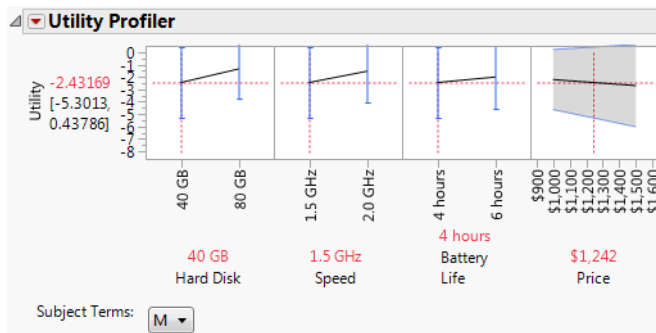 Utility Profiler
0
-1
-2
-3
-4
-5
-6
-7
-8
Utility
-2.43169
[-5.3013,
0.43786]
40 GB
80 GB
1.5 GHz
2.0 GHz
4 hours
6 hours
$900
$1,000
$1,100
$1,200
$1,300
$1,400
$1,500
$1,600
40 GB
Hard Disk
1.5 GHz
Speed
4 hours
Battery
Life
$1,242
Price
Subject Terms:
M